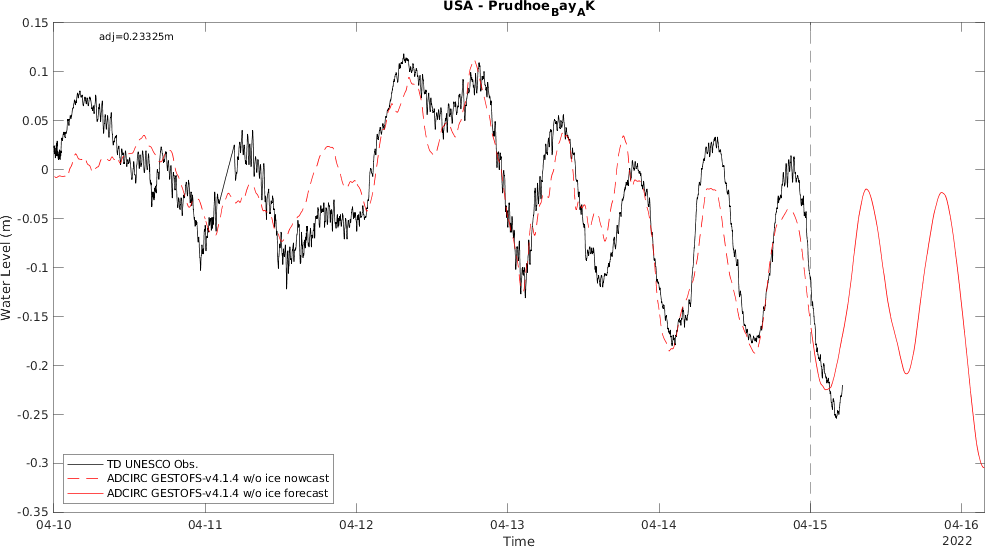 USA - Prudhoe_Bay_AK
0.15
adj=0.23325m
0.1
0.05
0
-0.05
-0.1
-0.15
-0.2
-0.25
-0.3
-0.35
Water Level (m)
TD UNESCO Obs.
ADCIRC GESTOFS-v4.1.4 w/o ice nowcast
ADCIRC GESTOFS-v4.1.4 w/o ice forecast
04-10 04-11 04-12 04-13 04-14 04-15 04-16
Time 2022